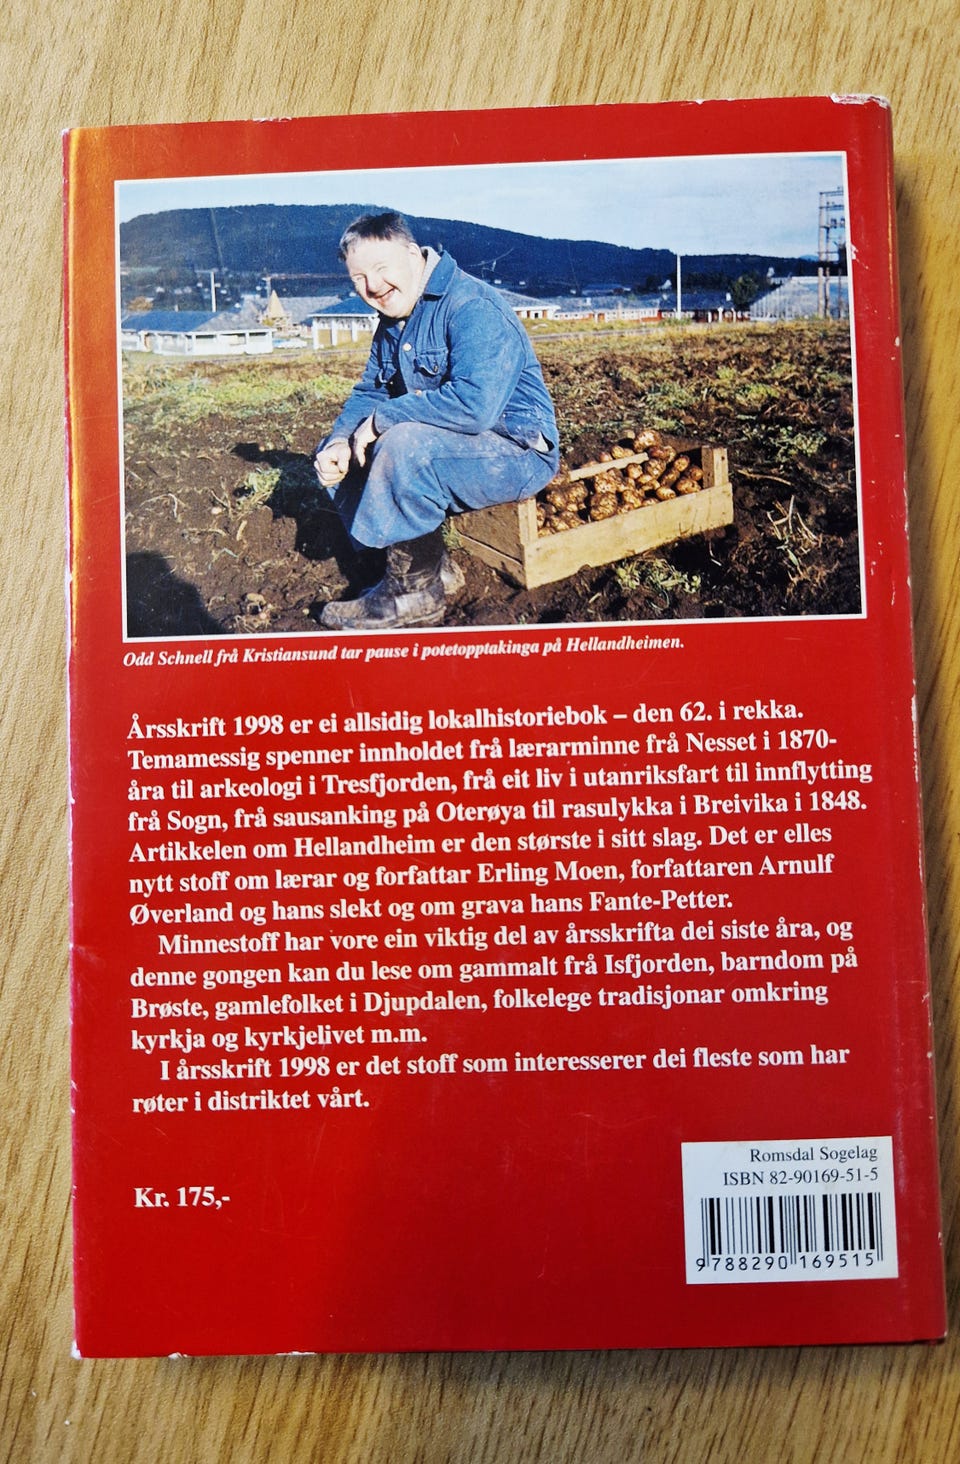 Odd Schnell frå Kristiansund tar pause i potetopptakinga på Hellandheimen.
Årsskrift 1998 er ei allsidig lokalhistoriebok – den 62. i rekka.
Temamessig spenner innholdet frå lærarminne frå Nesset i 1870-
åra til arkeologi i Tresfjorden, frå eit liv i utanriksfart til innflytting
frå Sogn, frå sausanking på Oterøya til rasulykka i Breivika i 1848.
Artikkelen om Hellandheim er den største i sitt slag. Det er elles
nytt stoff om lærar og forfattar Erling Moen, forfattaren Arnulf
Øverland og hans slekt og om grava hans Fante-Petter.
Minnestoff har vore ein viktig del av årsskrifta dei siste åra, og
denne gongen kan du lese om gammalt frå Isfjorden, barndom på
Brøste, gamlefolket i Djupdalen, folkelege tradisjonar omkring
kyrkja og kyrkjelivet m.m.
I årsskrift 1998 er det stoff som interesserer dei fleste som har
røter i distriktet vårt.
Kr. 175,-
Romsdal Sogelag
ISBN 82-90169-51-5
9 788290 169515